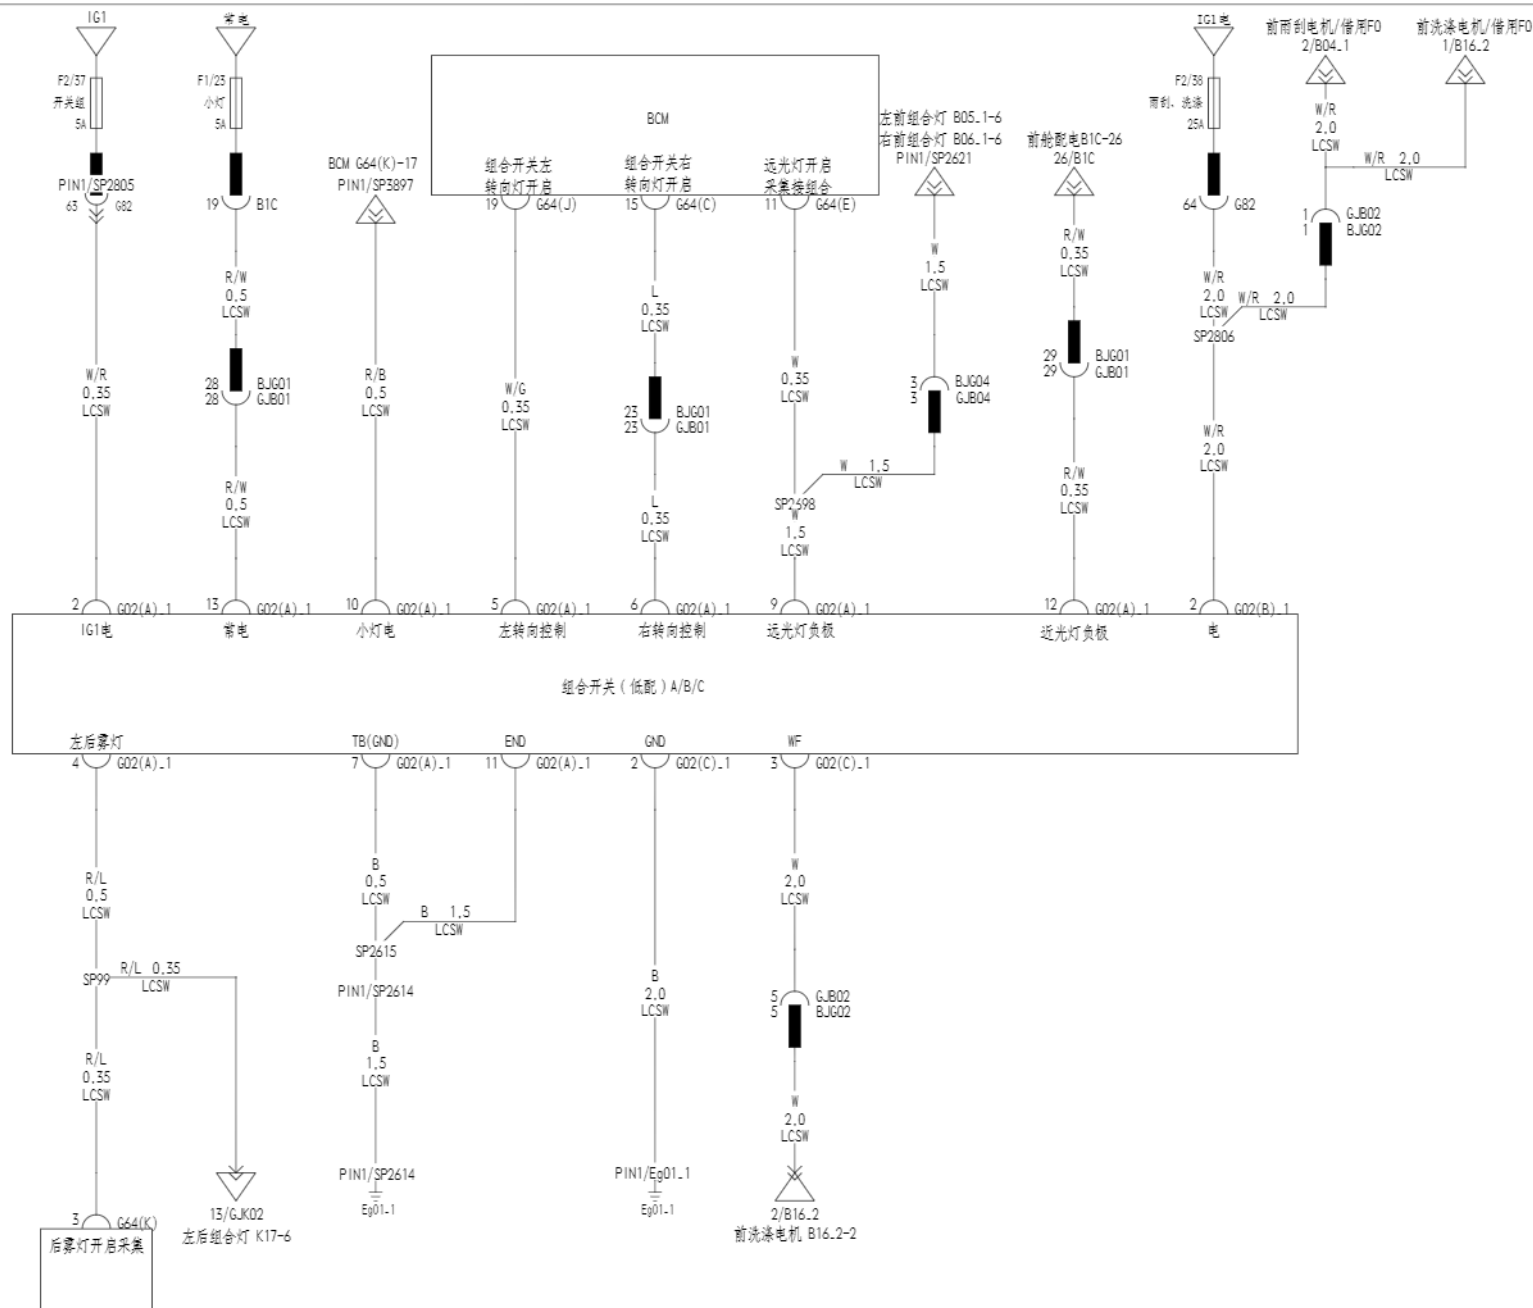 IG1
常电
IG1电
前雨刮电机/借用F0
2/B04_1
前洗涤电机/借用F0
1/B16_2
F2/37
开关组
5A
F1/23
小灯
5A
BCM
F2/38
雨刮、洗涤
25A
左前组合灯 B05_1-6
右前组合灯 B06_1-6
PIN1/SP2621
前舱配电B1C-26
26/B1C
W/R
2,0
LCSW
W/R 2,0
LCSW
BCM G64(K)-17
PIN1/SP3897
组合开关左
转向灯开启
组合开关右
转向灯开启
远光灯开启
采集接组合
PIN1/SP2805
63 G82
19 B1C
19 G64(J)
15 G64(C)
11 G64(E)
64 G82
1 GJB02
1 BJG02
R/W
0,5
LCSW
L
0,35
LCSW
W
1,5
LCSW
R/W
0,35
LCSW
W/R
2,0
LCSW
W/R 2,0
LCSW
SP2806
W/R
0,35
LCSW
28 BJG01
28 GJB01
R/B
0,5
LCSW
W/G
0,35
LCSW
23 BJG01
23 GJB01
W
0,35
LCSW
3 BJG04
3 GJB04
29 BJG01
29 GJB01
W/R
2,0
LCSW
R/W
0,5
LCSW
L
0,35
LCSW
W 1,5
LCSW
SP2698
W
1,5
LCSW
R/W
0,35
LCSW
2 G02(A)_1
13 G02(A)_1
10 G02(A)_1
5 G02(A)_1
6 G02(A)_1
9 G02(A)_1
12 G02(A)_1
2 G02(B)_1
IG1电
常电
小灯电
左转向控制
右转向控制
远光灯负极
近光灯负极
电
组合开关（低配）A/B/C
左后雾灯
TB(GND)
END
GND
WF
4 G02(A)_1
7 G02(A)_1
11 G02(A)_1
2 G02(C)_1
3 G02(C)_1
R/L
0,5
LCSW
B
0,5
LCSW
B 1,5
LCSW
W
2,0
LCSW
SP99
R/L 0,35
LCSW
SP2615
PIN1/SP2614
B
2,0
LCSW
5 GJB02
5 BJG02
R/L
0,35
LCSW
B
1,5
LCSW
W
2,0
LCSW
PIN1/SP2614
Eg01-1
PIN1/Eg01_1
Eg01-1
3 G64(K)
后雾灯开启采集
13/GJK02
左后组合灯 K17-6
2/B16_2
前洗涤电机 B16_2-2